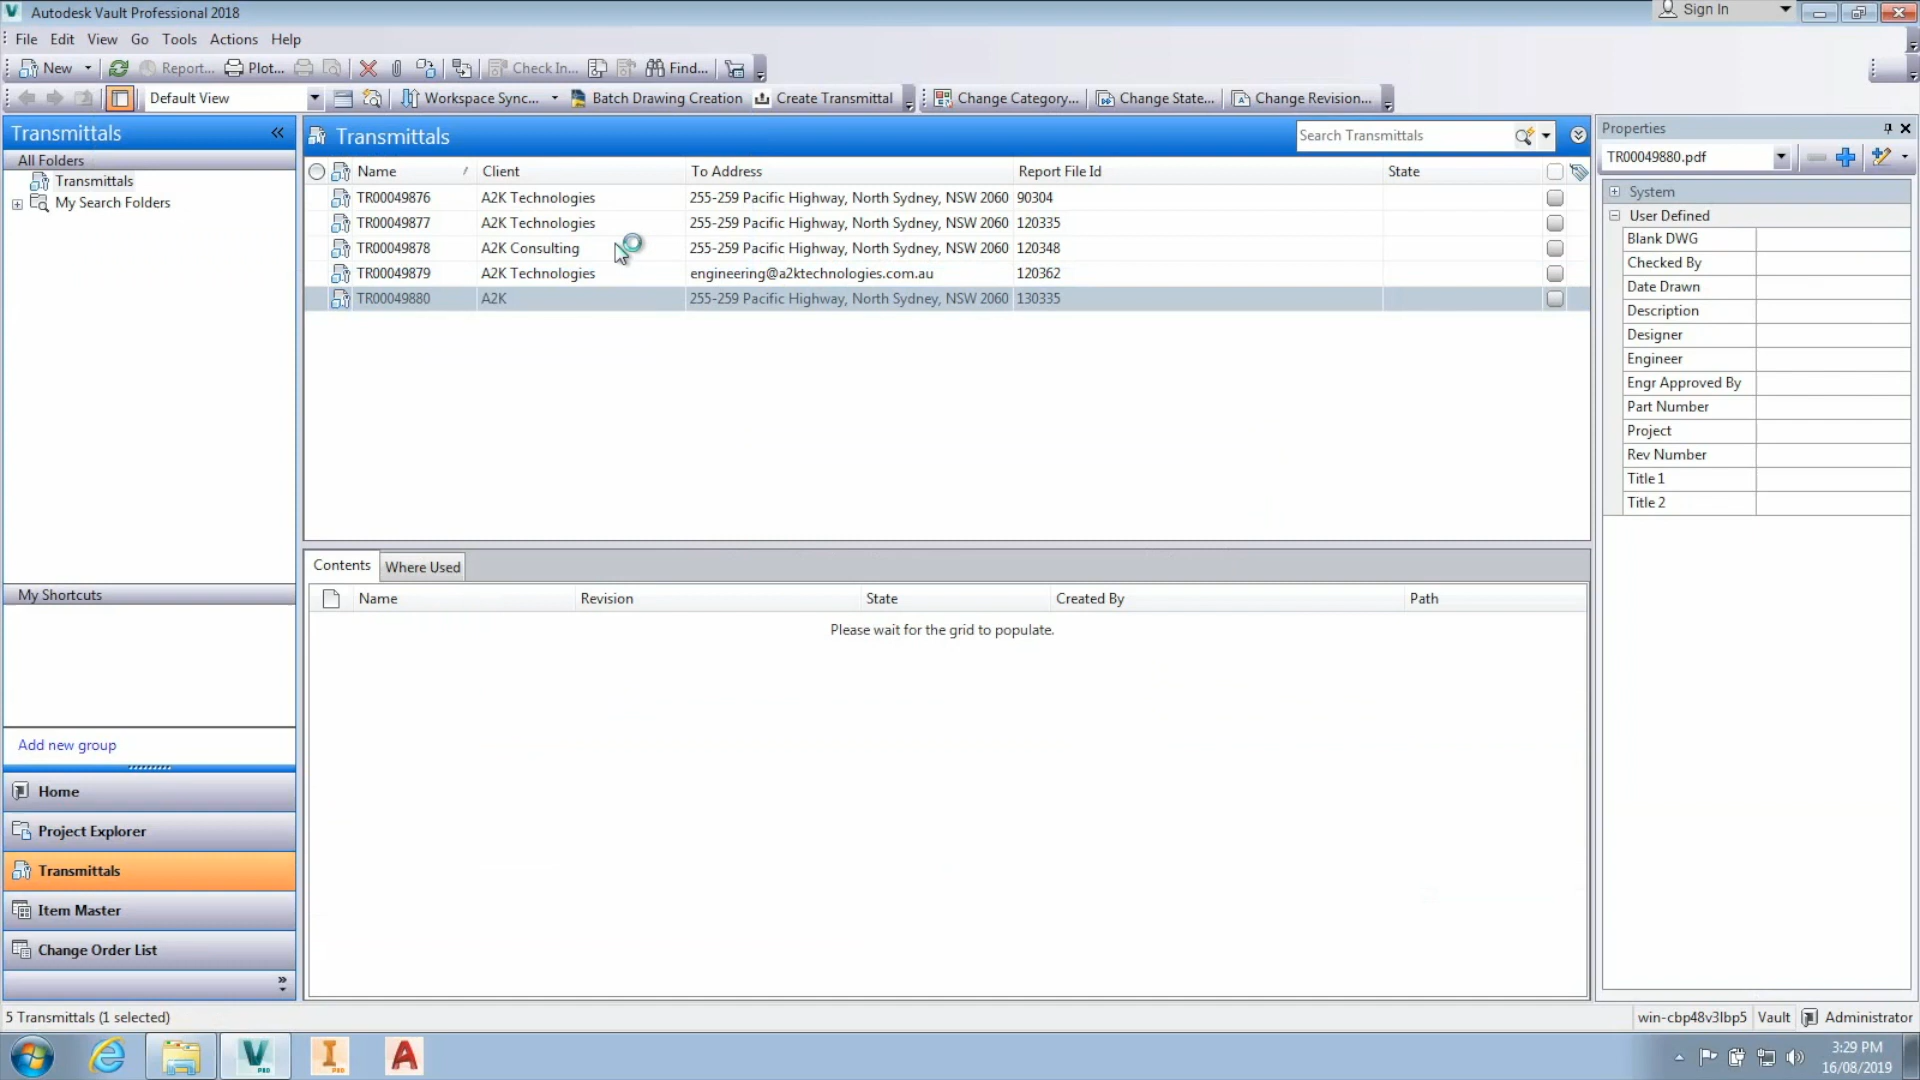 Autodesk Vault Professional 2018
Sign In
File Edit View Go Tools Actions Help
New Report... Plot... Check In... Find...
Default View Workspace Sync... Batch Drawing Creation Create Transmittal Change Category... Change State... Change Revision...
Transmittals
All Folders
Transmittals
My Search Folders
My Shortcuts
Add new group
Home
Project Explorer
Transmittals
Item Master
Change Order List
Transmittals
Search Transmittals
Name / Client To Address Report File Id State
TR00049876 A2K Technologies 255-259 Pacific Highway, North Sydney, NSW 2060 90304
TR00049877 A2K Technologies 255-259 Pacific Highway, North Sydney, NSW 2060 120335
TR00049878 A2K Consulting 255-259 Pacific Highway, North Sydney, NSW 2060 120348
TR00049879 A2K Technologies engineering@a2ktechnologies.com.au 120362
TR00049880 A2K 255-259 Pacific Highway, North Sydney, NSW 2060 130335
Contents Where Used
Name Revision State Created By Path
Please wait for the grid to populate.
Properties
TR00049880.pdf
System
User Defined
Blank DWG
Checked By
Date Drawn
Description
Designer
Engineer
Engr Approved By
Part Number
Project
Rev Number
Title 1
Title 2
5 Transmittals (1 selected)
win-cbp48v3lbp5 Vault Administrator
3:29 PM
16/08/2019